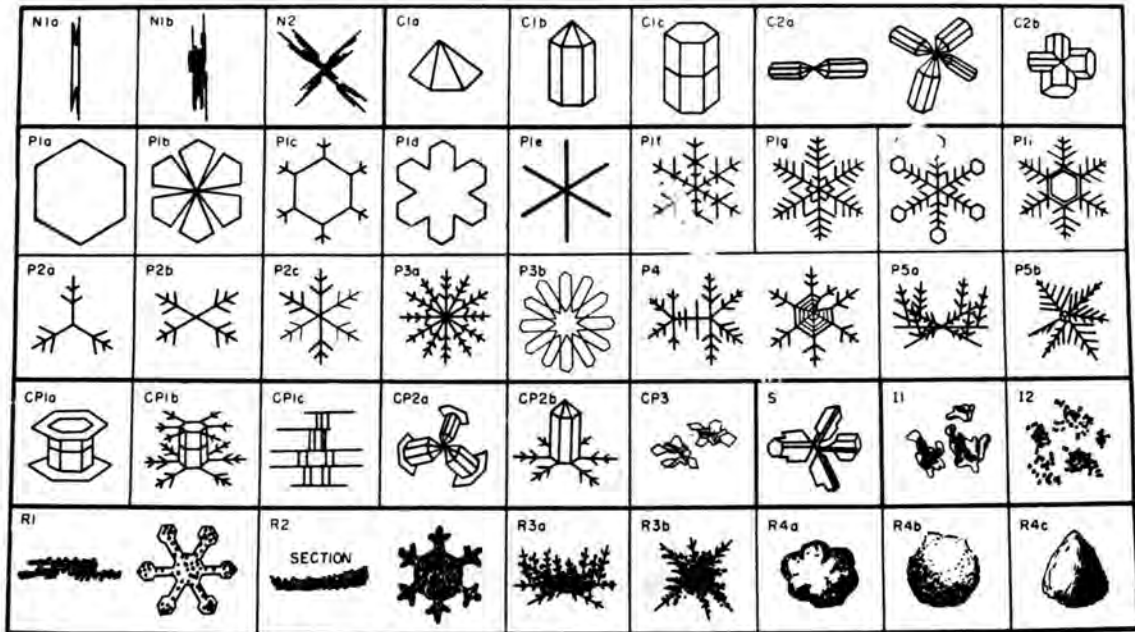 N1a N1b N2 C1a C1b C1c C2a C2b
P1a P1b P1c P1d P1e P1f P1g P1i
P2a P2b P2c P3a P3b P4 P5a P5b
CP1a CP1b CP1c CP2a CP2b CP3 S I1 I2
R1 R2 R3a R3b R4a R4b R4c
SECTION